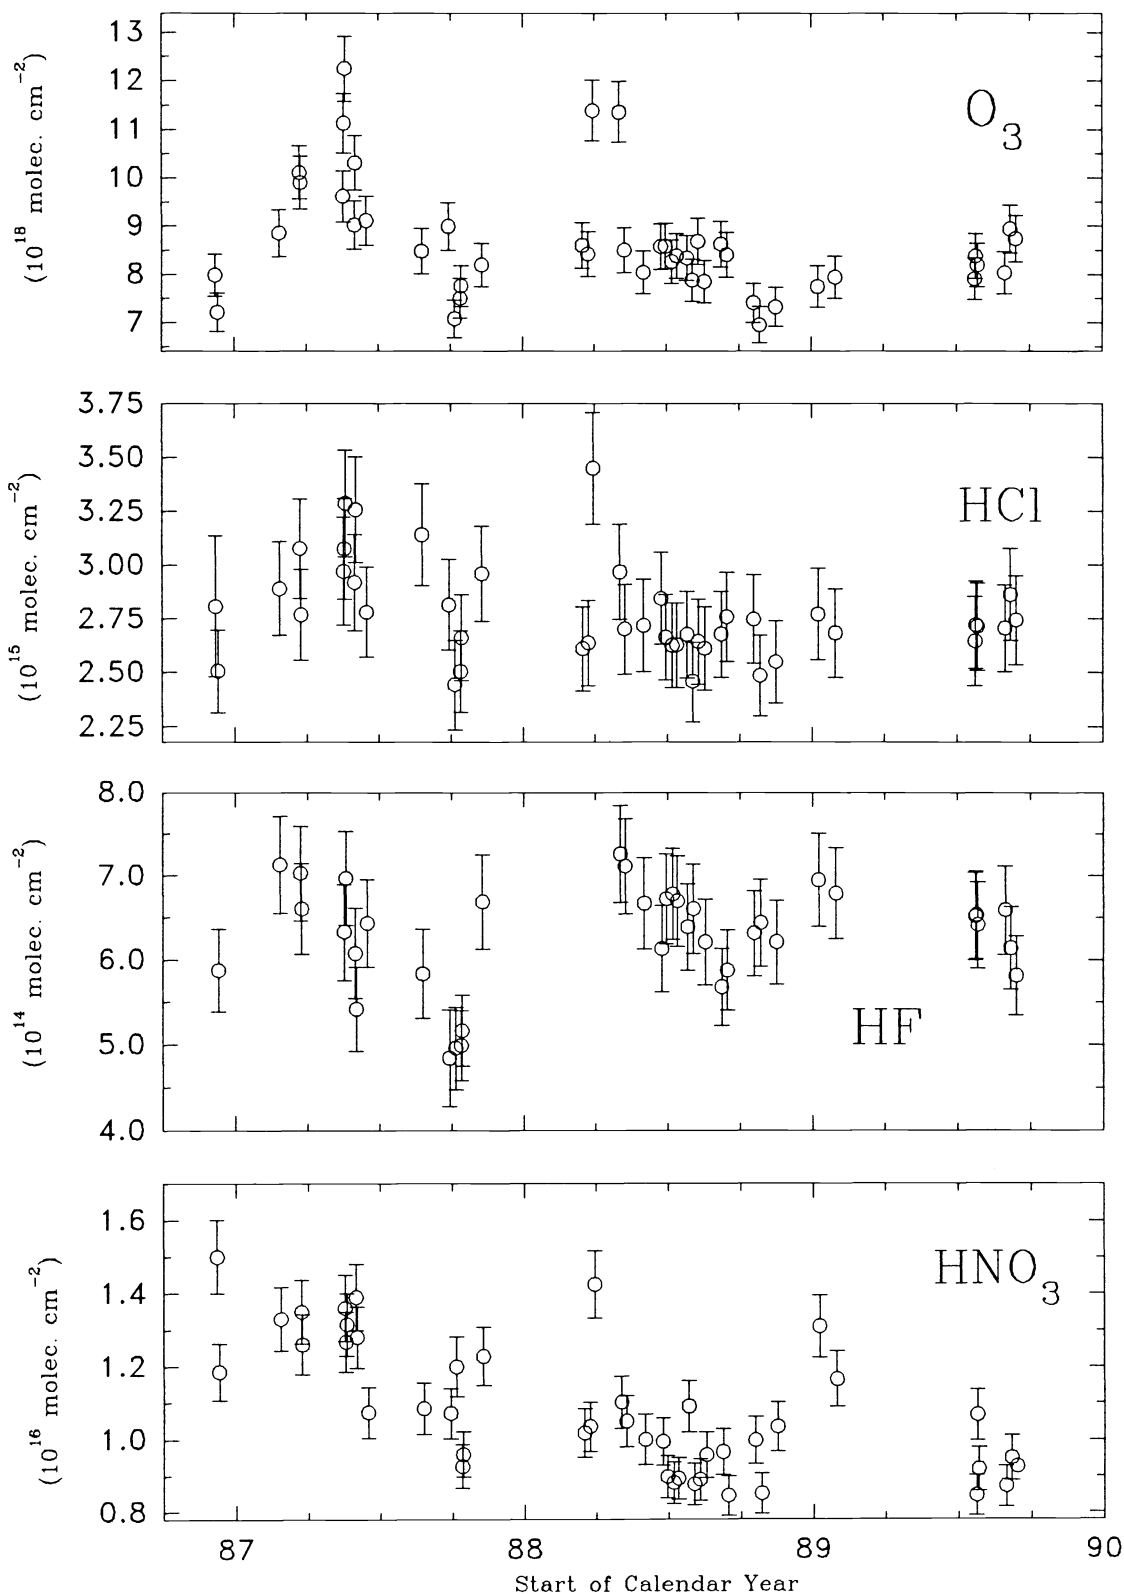 13
12
11
10
9
8
7
(10^18 molec. cm^-2)
O_3
3.75
3.50
3.25
3.00
2.75
2.50
2.25
(10^15 molec. cm^-2)
HCl
8.0
7.0
6.0
5.0
4.0
(10^14 molec. cm^-2)
HF
1.6
1.4
1.2
1.0
0.8
(10^16 molec. cm^-2)
HNO_3
87 88 89 90
Start of Calendar Year